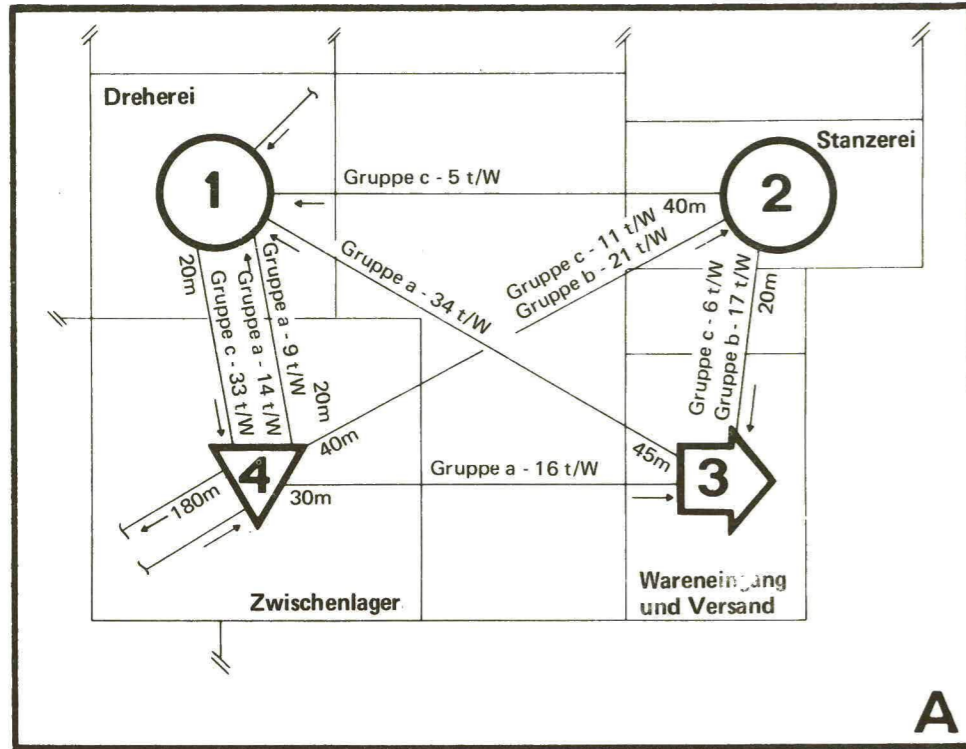 Dreherei
Stanzerei
1
2
Gruppe c - 5 t/W
40m
Gruppe c - 11 t/W
Gruppe b - 21 t/W
Gruppe a - 34 t/W
20m
Gruppe c - 33 t/W
Gruppe a - 14 t/W
Gruppe a - 9 t/W
20m
Gruppe c - 6 t/W
Gruppe b - 17 t/W
20m
40m
45m
4
Gruppe a - 16 t/W
3
30m
180m
Zwischenlager
Wareneingang
und Versand
A